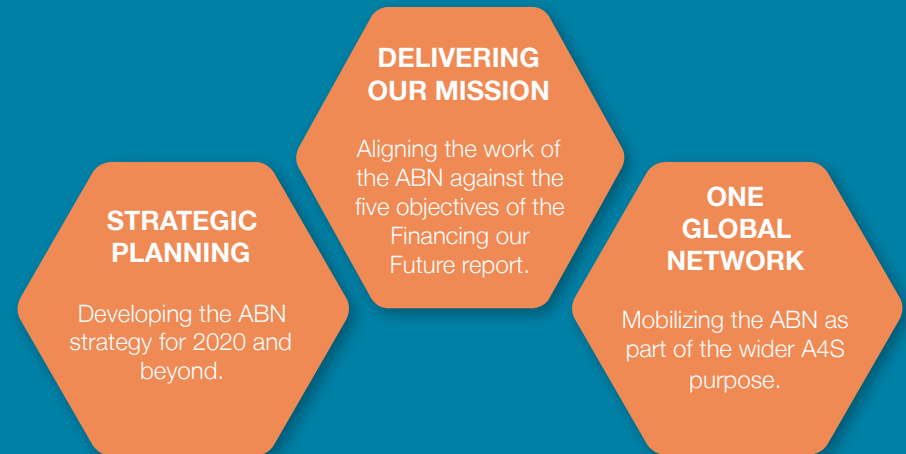 STRATEGIC
PLANNING
Developing the ABN
strategy for 2020 and
beyond.
DELIVERING
OUR MISSION
Aligning the work of
the ABN against the
five objectives of the
Financing our
Future report.
ONE
GLOBAL
NETWORK
Mobilizing the ABN as
part of the wider A4S
purpose.